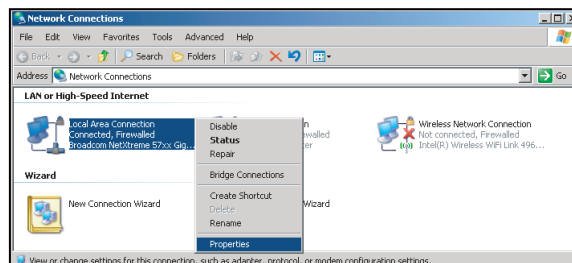 Network Connections
File Edit View Favorites Tools Advanced Help
Back Search Folders
Address Network Connections Go
LAN or High-Speed Internet
Local Area Connection
Connected, Firewalled
Broadcom NetXtreme 57xx Gig...
Disable
Status
Repair
Bridge Connections
Create Shortcut
Delete
Rename
Properties
Wireless Network Connection
Not connected, Firewalled
Intel(R) Wireless WiFi Link 496...
Wizard
New Connection Wizard
Wizard
View or change settings for this connection, such as adapter, protocol, or modem configuration settings.